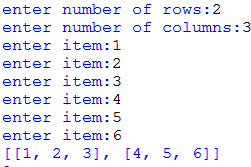 enter number of rows:2
enter number of columns:3
enter item:1
enter item:2
enter item:3
enter item:4
enter item:5
enter item:6
[[1, 2, 3], [4, 5, 6]]